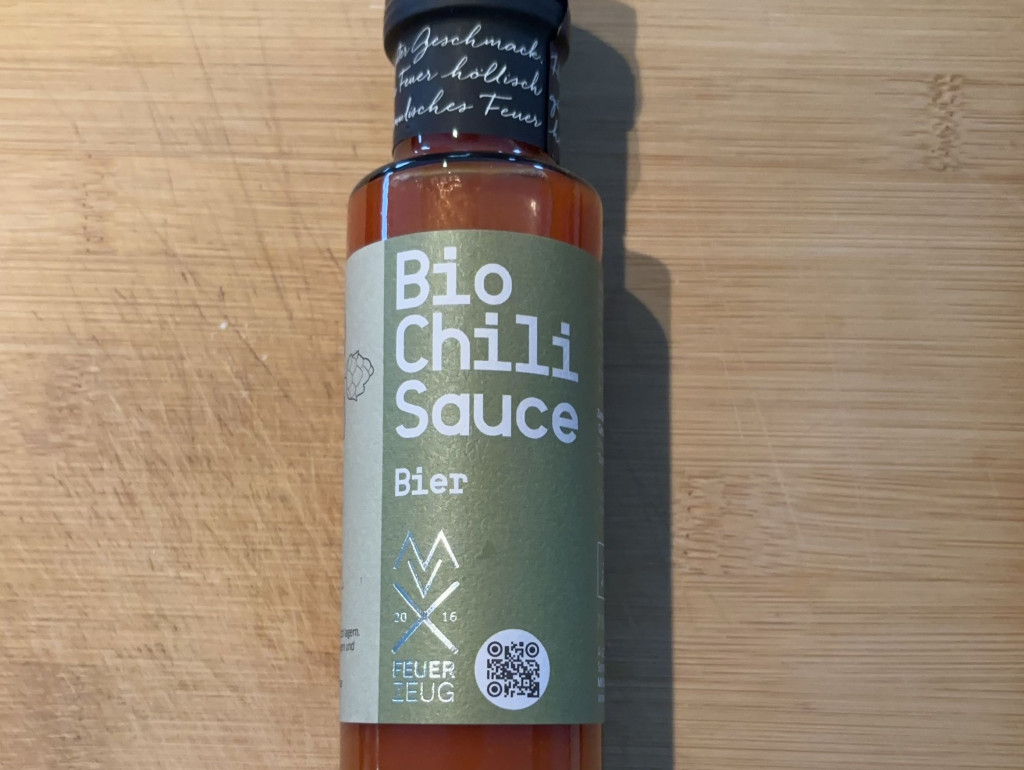 Geschmack,
Feuer höllisch
Feuer
Bio
Chili
Sauce
Bier
20 16
FEUER
ZEUG